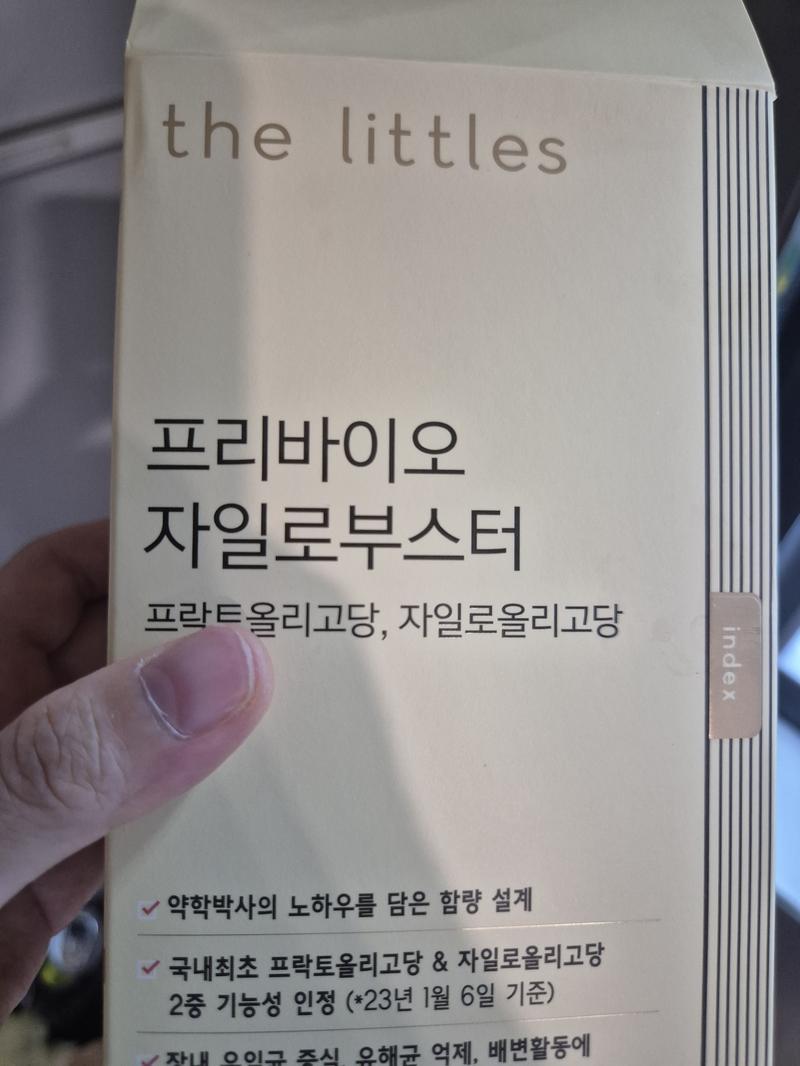 the littles
프리바이오
자일로부스터
프락토올리고당, 자일로올리고당
index
약학박사의 노하우를 담은 함량 설계
국내최초 프락토올리고당 & 자일로올리고당
2중 기능성 인정 (*23년 1월 6일 기준)
장내 유익균 증식, 유해균 억제, 배변활동에